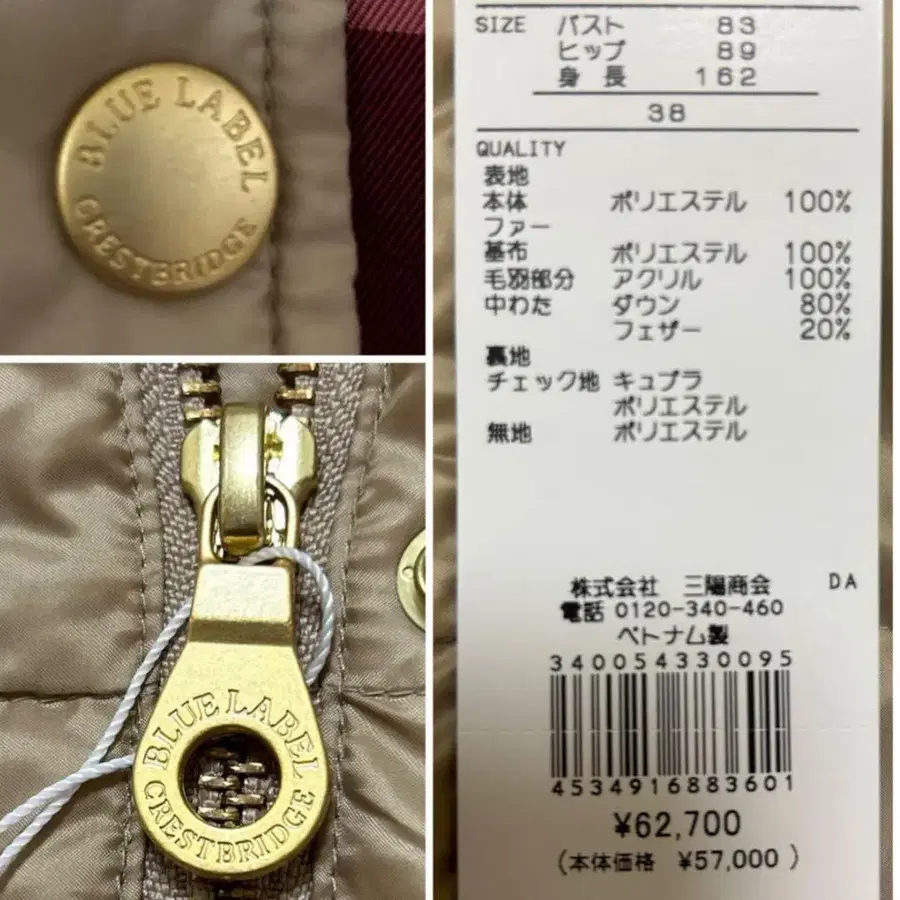 BLUE LABEL
CRESTBRIDGE
BLUE LABEL
CRESTBRIDGE
SIZE バスト 83
ヒップ 89
身長 162
38
QUALITY
表地
本体 ポリエステル 100%
ファー
基布 ポリエステル 100%
毛羽部分 アクリル 100%
中わた ダウン 80%
フェザー 20%
裏地
チェック地 キュプラ
ポリエステル
無地 ポリエステル
株式会社 三陽商会 DA
電話 0120-340-460
ベトナム製
340054330095
4534916883601
¥62,700
(本体価格 ¥57,000 )